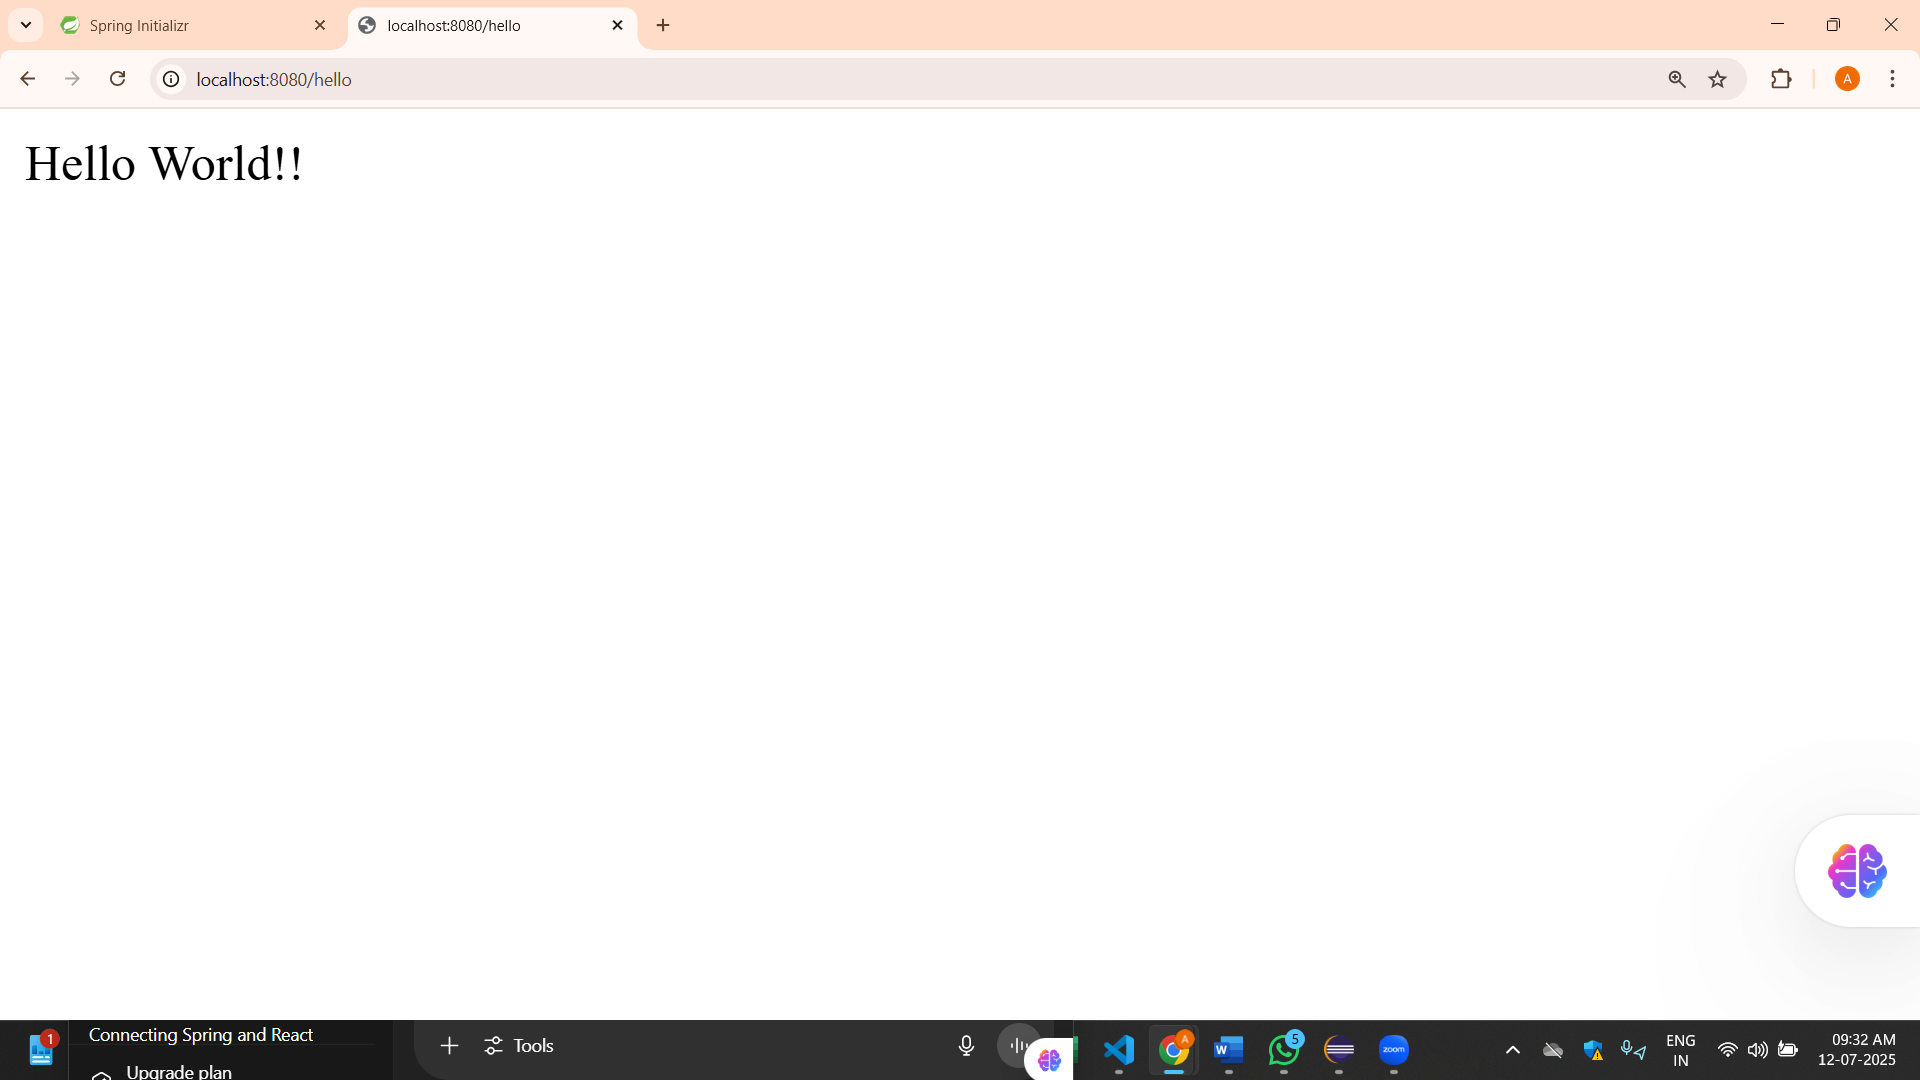 Spring Initializr
localhost:8080/hello
localhost:8080/hello
A
Hello World!!
1
Connecting Spring and React
Upgrade plan
Tools
A
W
5
zoom
ENG
IN
09:32 AM
12-07-2025